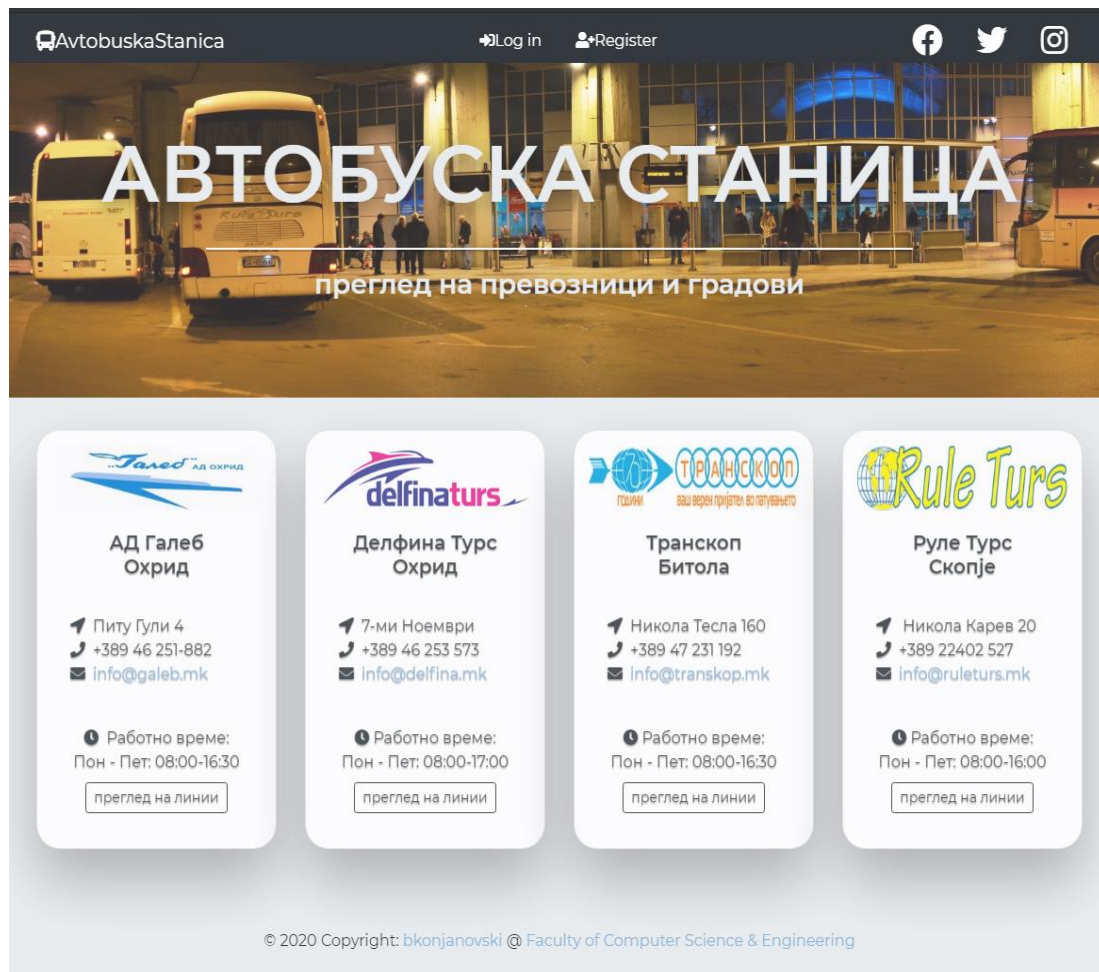 AvtobuskaStanica
Log in
Register
АВТОБУСКА СТАНИЦА
преглед на превозници и градови
„Галеб“ АД ОХРИД
delfinaturs
ТРАНСКОП
години
ваш верен пријател во патувањето
Rule Turs
АД Галеб
Охрид
Питу Гули 4
+389 46 251-882
info@galeb.mk
Работно време:
Пон - Пет: 08:00-16:30
преглед на линии
Делфина Турс
Охрид
7-ми Ноември
+389 46 253 573
info@delfina.mk
Работно време:
Пон - Пет: 08:00-17:00
преглед на линии
Транскоп
Битола
Никола Тесла 160
+389 47 231 192
info@transkop.mk
Работно време:
Пон - Пет: 08:00-16:30
преглед на линии
Руле Турс
Скопје
Никола Карев 20
+389 22402 527
info@ruleturs.mk
Работно време:
Пон - Пет: 08:00-16:00
преглед на линии
© 2020 Copyright: bkonjanovski @ Faculty of Computer Science & Engineering